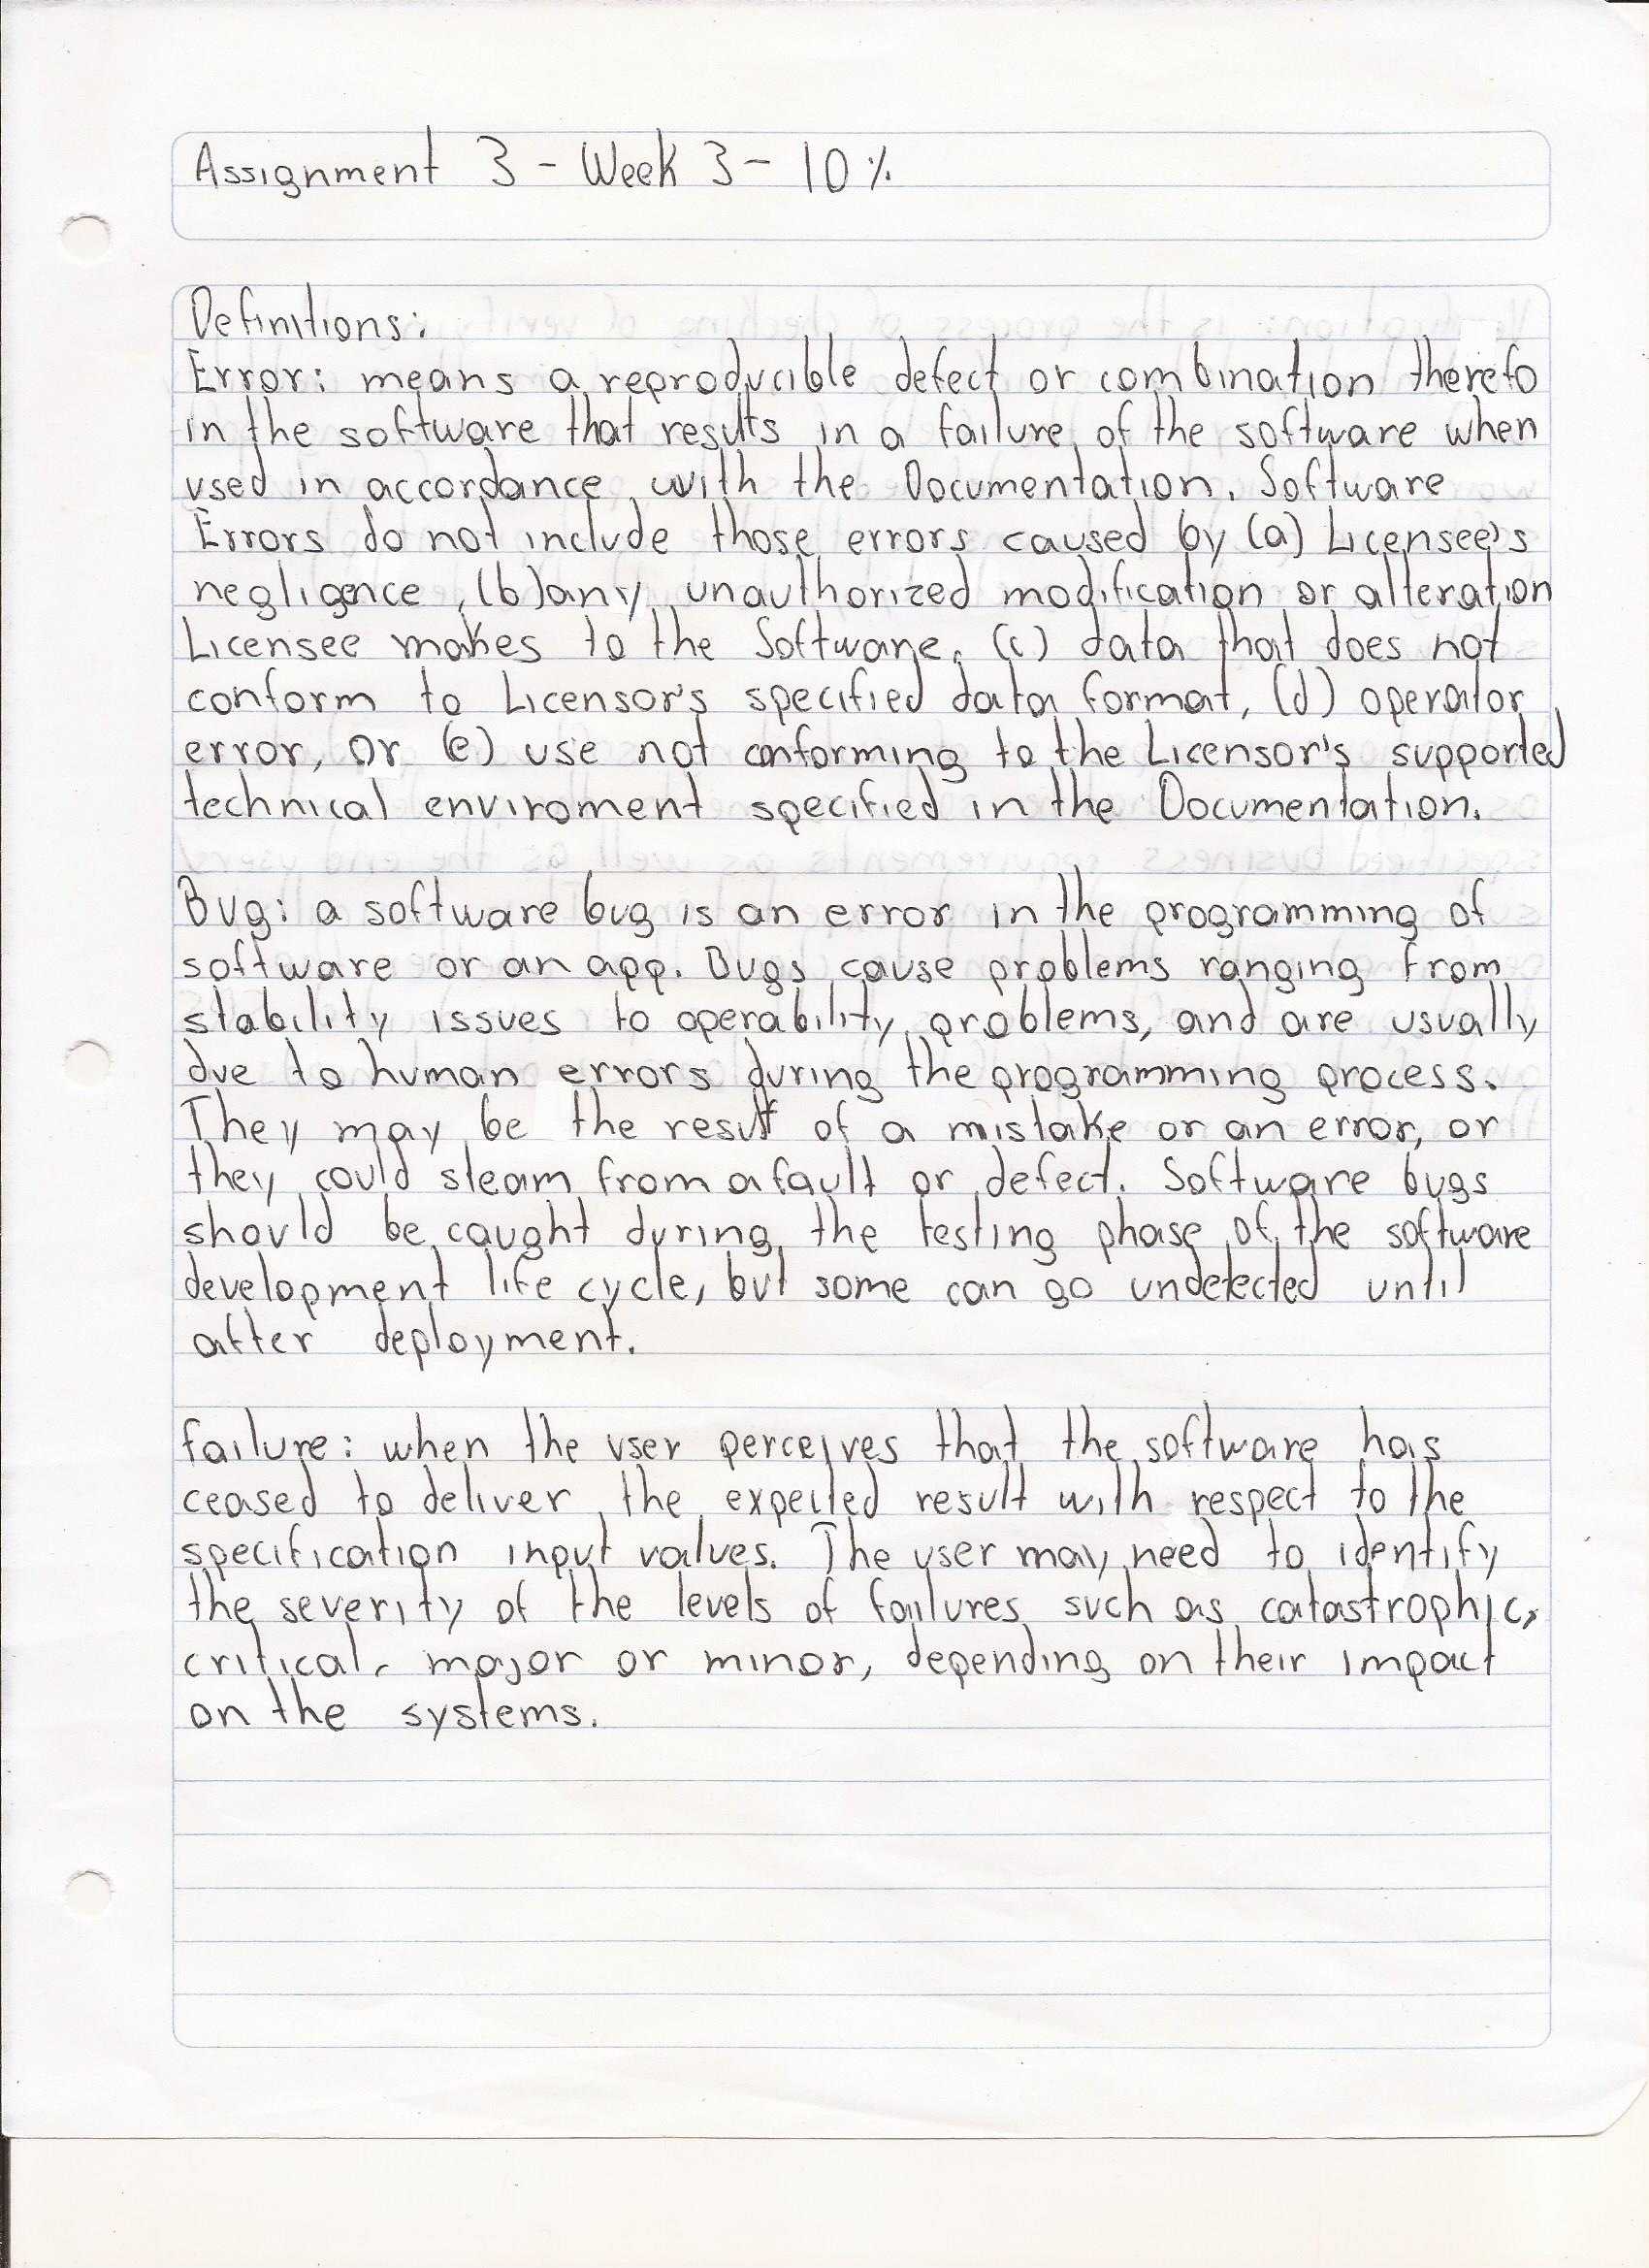 Assignment 3 - Week 3 - 10%
Definitions:
Error: means a reproducible defect or combination thereto
in the software that results in a failure of the software when
used in accordance with the Documentation. Software
Errors do not include those errors caused by (a) Licensee's
negligence, (b) any unauthorized modification or alteration
Licensee makes to the Software, (c) data that does not
conform to Licensor's specified data format, (d) operator
error, or (e) use not conforming to the Licensor's supported
technical enviroment specified in the Documentation.
Bug: a software bug is an error in the programming of
software or an app. Bugs cause problems ranging from
stability issues to operability problems, and are usually
due to human errors during the programming process.
They may be the result of a mistake or an error, or
they could steam from a fault or defect. Software bugs
should be caught during the testing phase of the software
development life cycle, but some can go undetected until
after deployment.
Failure: when the user perceives that the software has
ceased to deliver the expected result with respect to the
specification input values. The user may need to identify
the severity of the levels of failures such as catastrophic,
critical, major or minor, depending on their impact
on the systems.